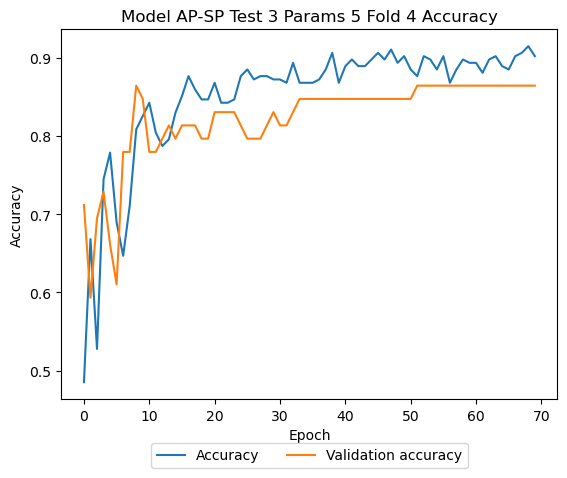 Model AP-SP Test 3 Params 5 Fold 4 Accuracy
Accuracy
0.9
0.8
0.7
0.6
0.5
0 10 20 30 40 50 60 70
Epoch
Accuracy Validation accuracy